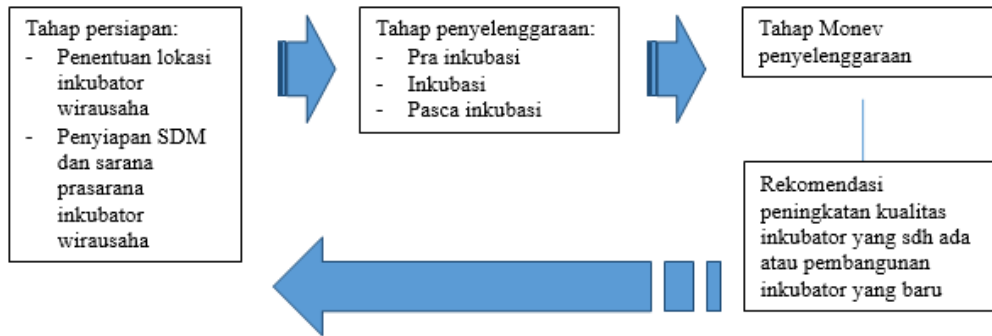 Tahap persiapan:
- Penentuan lokasi
inkubator
wirausaha
- Penyiapan SDM
dan sarana
prasarana
inkubator
wirausaha
Tahap penyelenggaraan:
- Pra inkubasi
- Inkubasi
- Pasca inkubasi
Tahap Monev
penyelenggaraan
Rekomendasi
peningkatan kualitas
inkubator yang sdh ada
atau pembangunan
inkubator yang baru